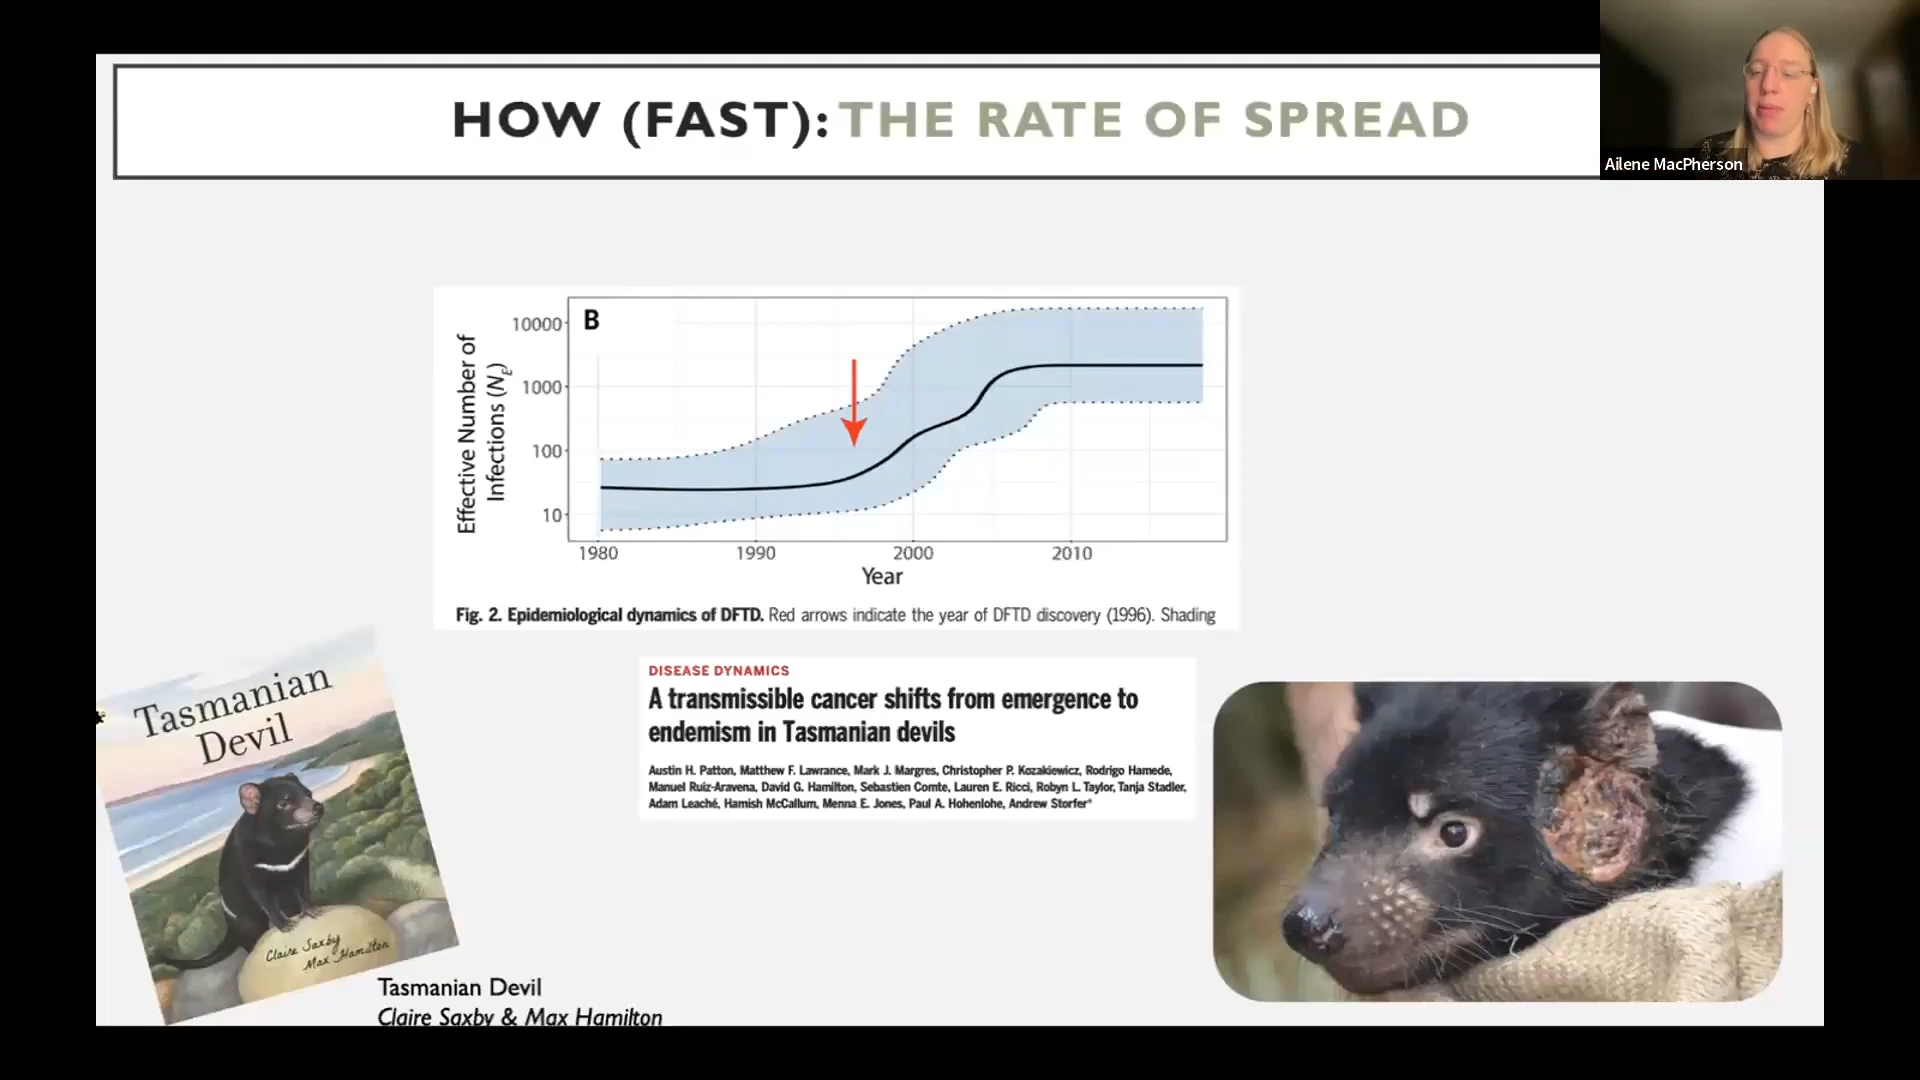 HOW (FAST): THE RATE OF SPREAD
Ailene MacPherson
B
Effective Number of
Infections (NE)
10000
1000
100
10
1980 1990 2000 2010
Year
Fig. 2. Epidemiological dynamics of DFTD. Red arrows indicate the year of DFTD discovery (1996). Shading
DISEASE DYNAMICS
A transmissible cancer shifts from emergence to
endemism in Tasmanian devils
Austin H. Patton, Matthew F. Lawrance, Mark J. Margres, Christopher P. Kozakiewicz, Rodrigo Hamede,
Manuel Ruiz-Aravena, David G. Hamilton, Sebastien Comte, Lauren E. Ricci, Robyn L. Taylor, Tanja Stadler,
Adam Leaché, Hamish McCallum, Menna E. Jones, Paul A. Hohenlohe, Andrew Storfer*
Tasmanian
Devil
Claire Saxby
Max Hamilton
Tasmanian Devil
Claire Saxby & Max Hamilton